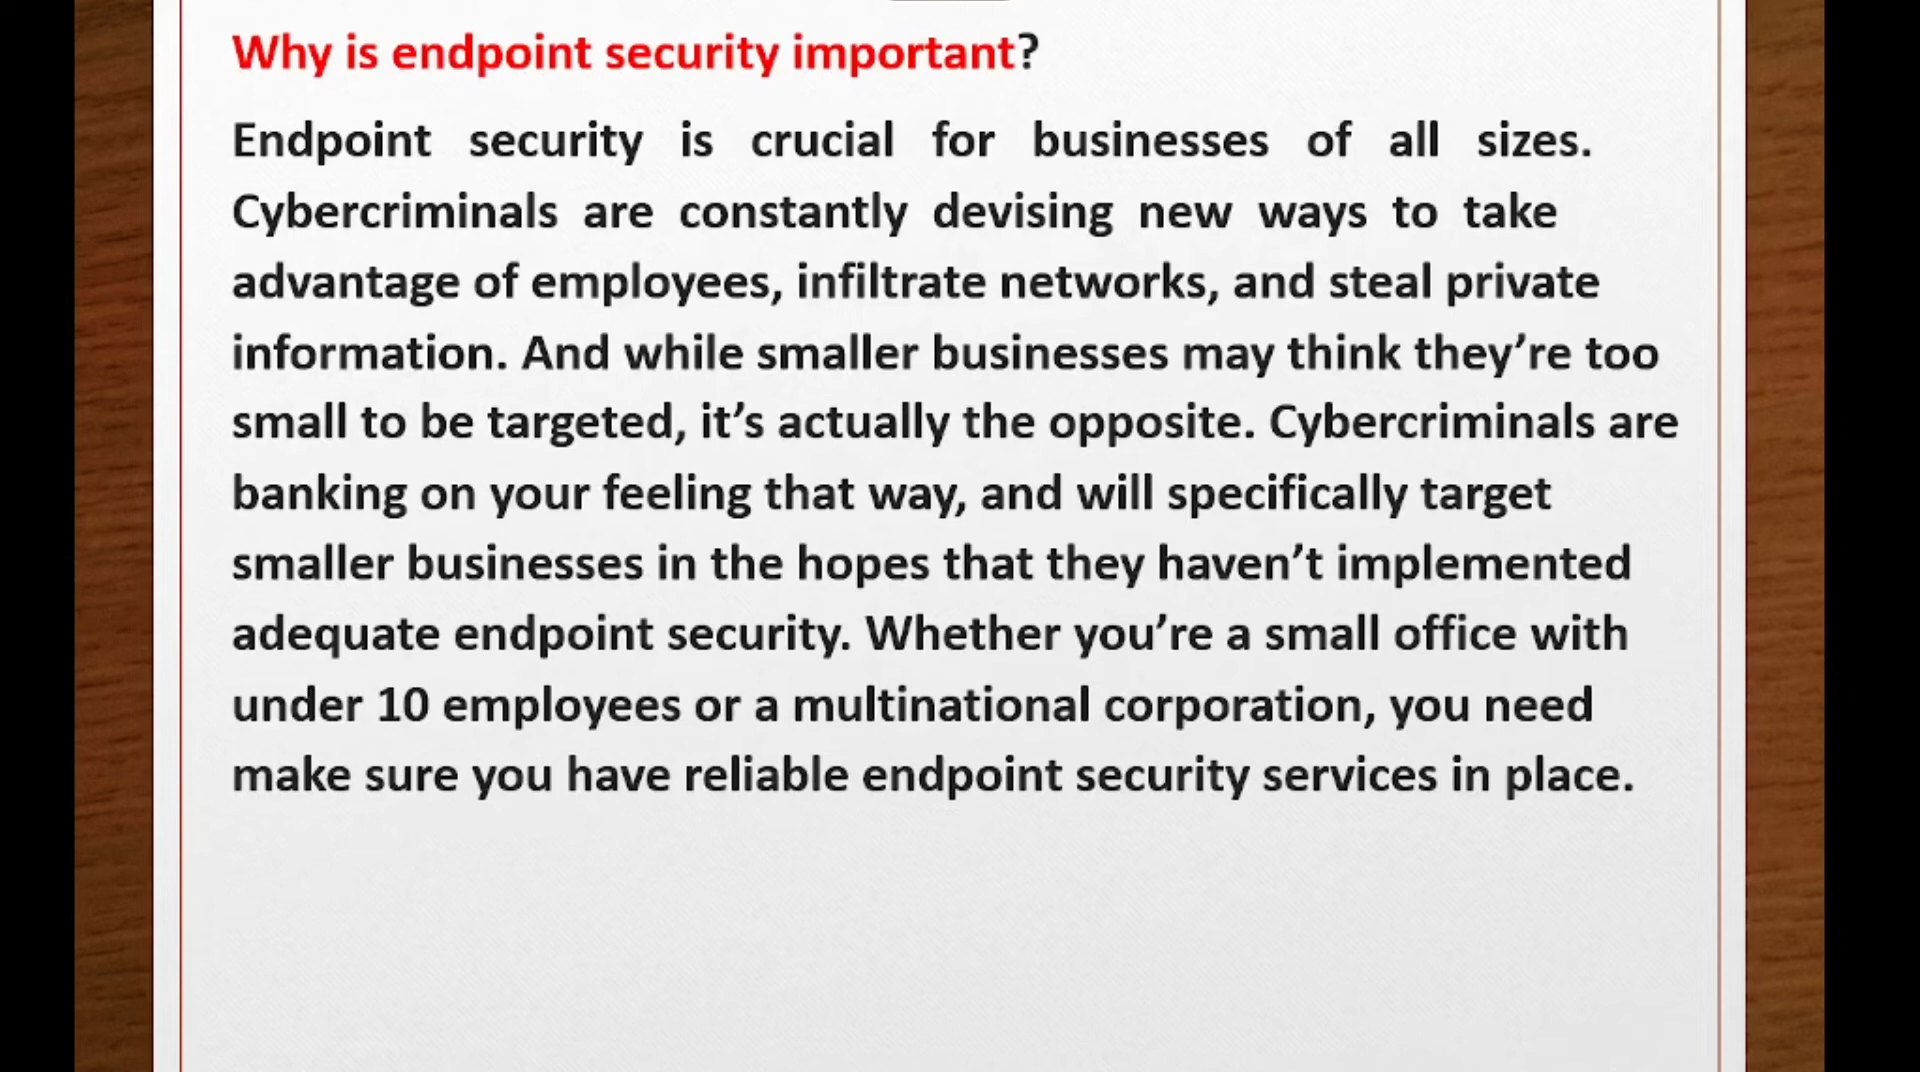 Why is endpoint security important?
Endpoint security is crucial for businesses of all sizes.
Cybercriminals are constantly devising new ways to take
advantage of employees, infiltrate networks, and steal private
information. And while smaller businesses may think they’re too
small to be targeted, it’s actually the opposite. Cybercriminals are
banking on your feeling that way, and will specifically target
smaller businesses in the hopes that they haven’t implemented
adequate endpoint security. Whether you’re a small office with
under 10 employees or a multinational corporation, you need
make sure you have reliable endpoint security services in place.